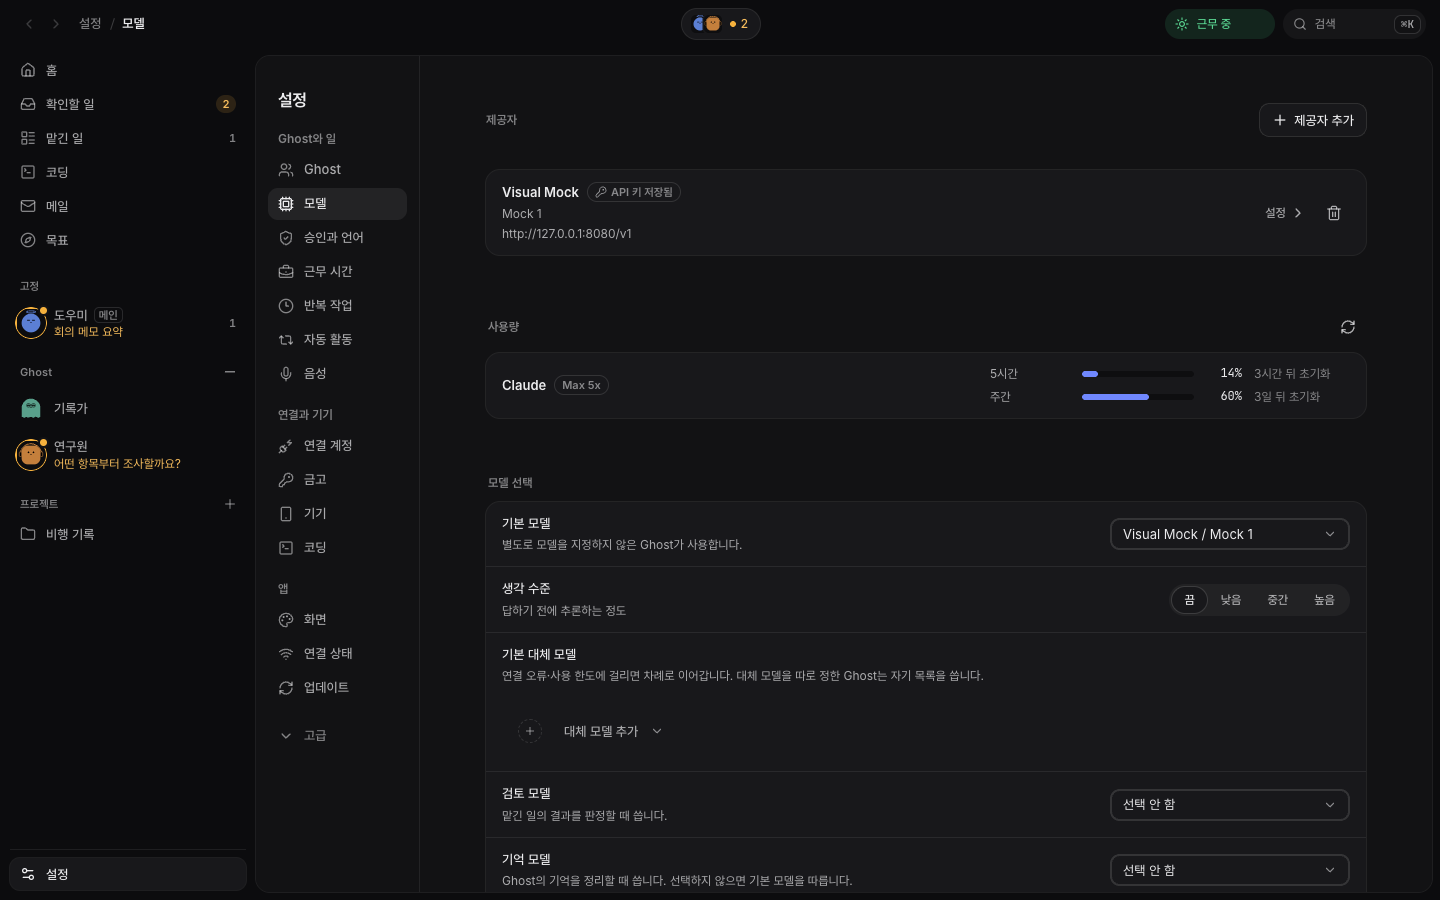 설정 / 모델
2
근무 중
검색
⌘K
홈
확인할 일
2
맡긴 일
1
코딩
메일
목표
고정
도우미
메인
회의 메모 요약
1
Ghost
기록가
연구원
어떤 항목부터 조사할까요?
프로젝트
비행 기록
설정
설정
Ghost와 일
Ghost
모델
승인과 언어
근무 시간
반복 작업
자동 활동
음성
연결과 기기
연결 계정
금고
기기
코딩
앱
화면
연결 상태
업데이트
고급
제공자
제공자 추가
Visual Mock
API 키 저장됨
Mock 1
http://127.0.0.1:8080/v1
설정
사용량
Claude
Max 5x
5시간
14%
3시간 뒤 초기화
주간
60%
3일 뒤 초기화
모델 선택
기본 모델
별도로 모델을 지정하지 않은 Ghost가 사용합니다.
Visual Mock / Mock 1
생각 수준
답하기 전에 추론하는 정도
끔
낮음
중간
높음
기본 대체 모델
연결 오류·사용 한도에 걸리면 차례로 이어갑니다. 대체 모델을 따로 정한 Ghost는 자기 목록을 씁니다.
대체 모델 추가
검토 모델
맡긴 일의 결과를 판정할 때 씁니다.
선택 안 함
기억 모델
Ghost의 기억을 정리할 때 씁니다. 선택하지 않으면 기본 모델을 따릅니다.
선택 안 함